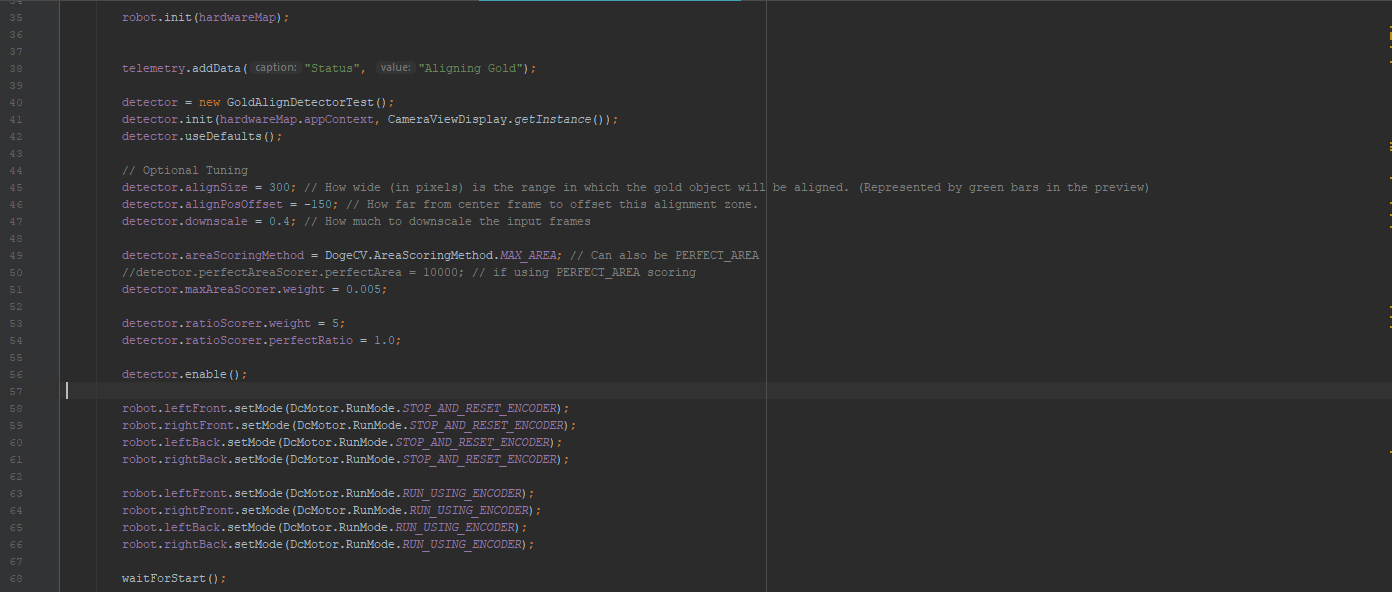 34
35 robot.init(hardwareMap);
36
37
38 telemetry.addData( caption: "Status", value: "Aligning Gold");
39
40 detector = new GoldAlignDetectorTest();
41 detector.init(hardwareMap.appContext, CameraViewDisplay.getInstance());
42 detector.useDefaults();
43
44 // Optional Tuning
45 detector.alignSize = 300; // How wide (in pixels) is the range in which the gold object will be aligned. (Represented by green bars in the preview)
46 detector.alignPosOffset = -150; // How far from center frame to offset this alignment zone.
47 detector.downscale = 0.4; // How much to downscale the input frames
48
49 detector.areaScoringMethod = DogeCV.AreaScoringMethod.MAX_AREA; // Can also be PERFECT_AREA
50 //detector.perfectAreaScorer.perfectArea = 10000; // if using PERFECT_AREA scoring
51 detector.maxAreaScorer.weight = 0.005;
52
53 detector.ratioScorer.weight = 5;
54 detector.ratioScorer.perfectRatio = 1.0;
55
56 detector.enable();
57
58 robot.leftFront.setMode(DcMotor.RunMode.STOP_AND_RESET_ENCODER);
59 robot.rightFront.setMode(DcMotor.RunMode.STOP_AND_RESET_ENCODER);
60 robot.leftBack.setMode(DcMotor.RunMode.STOP_AND_RESET_ENCODER);
61 robot.rightBack.setMode(DcMotor.RunMode.STOP_AND_RESET_ENCODER);
62
63 robot.leftFront.setMode(DcMotor.RunMode.RUN_USING_ENCODER);
64 robot.rightFront.setMode(DcMotor.RunMode.RUN_USING_ENCODER);
65 robot.leftBack.setMode(DcMotor.RunMode.RUN_USING_ENCODER);
66 robot.rightBack.setMode(DcMotor.RunMode.RUN_USING_ENCODER);
67
68 waitForStart();